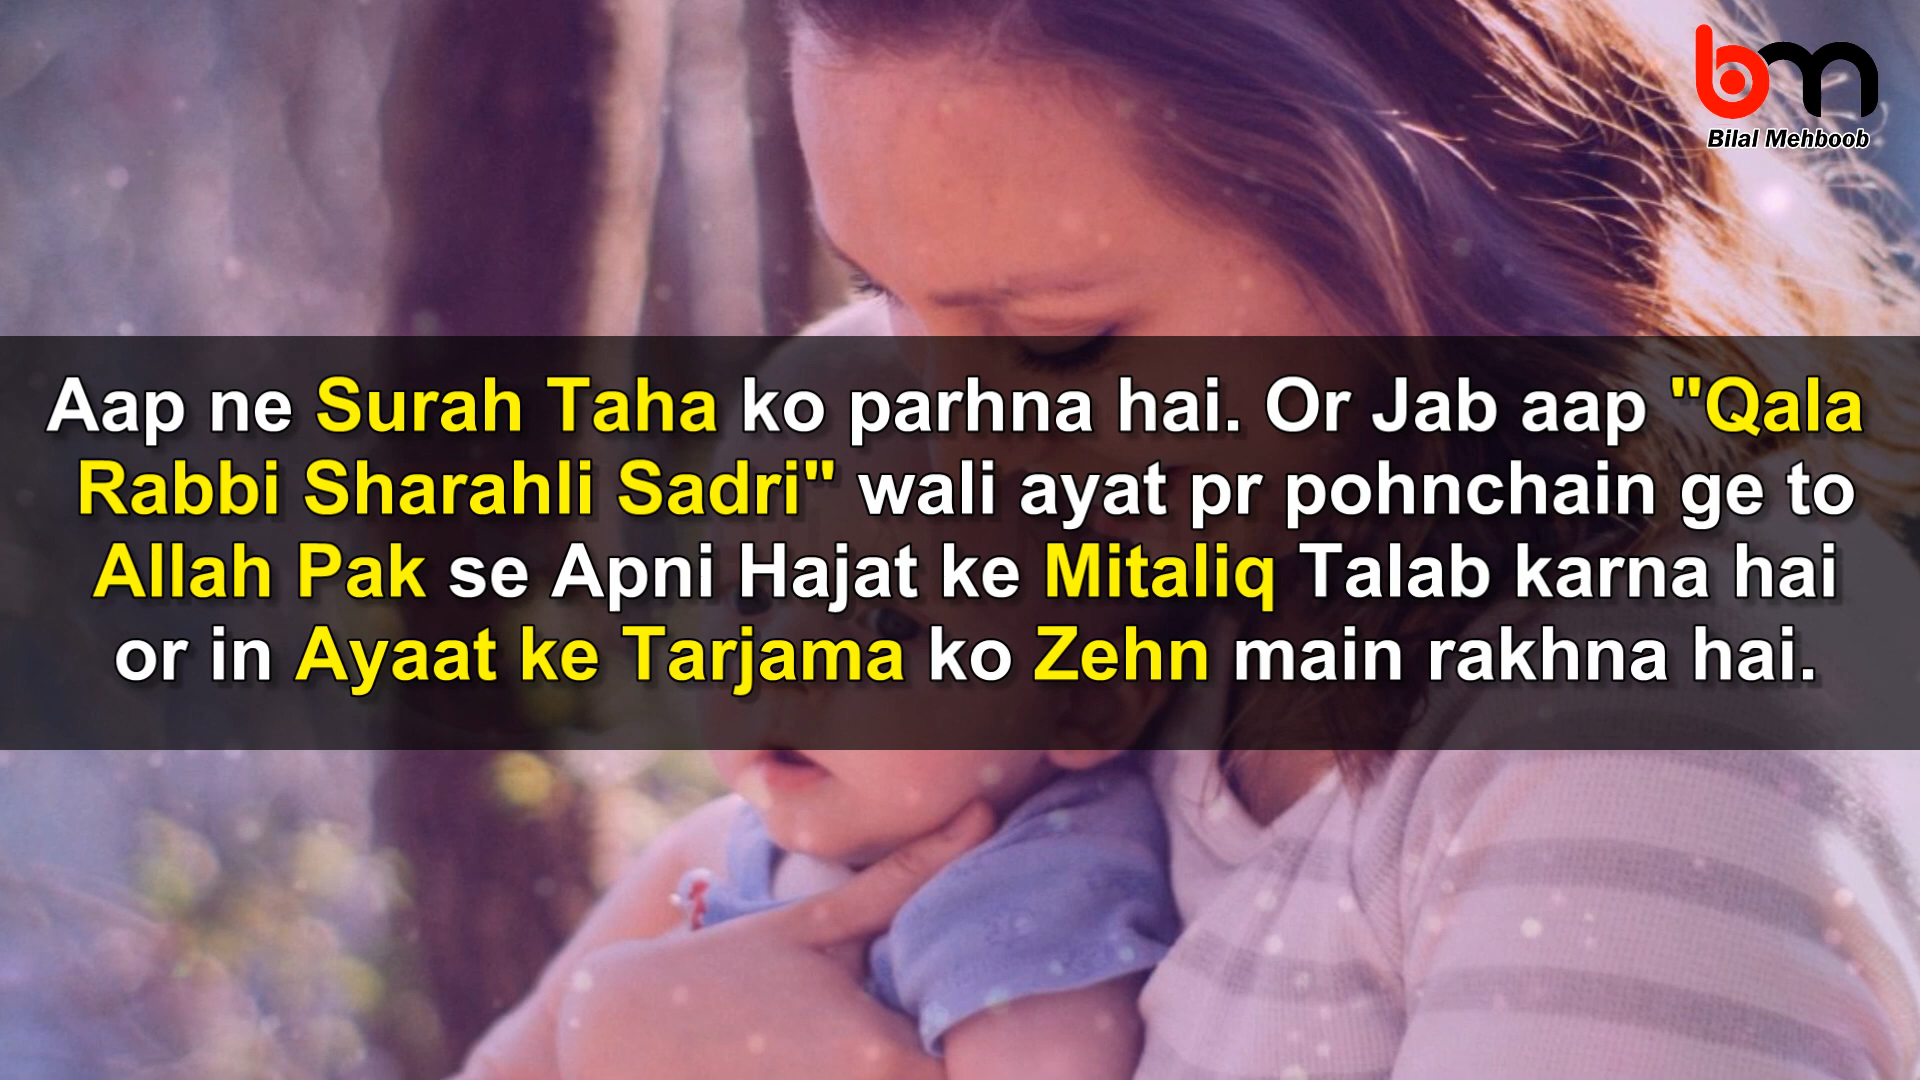 bm
Bilal Mehboob
Aap ne Surah Taha ko parhna hai. Or Jab aap "Qala
Rabbi Sharahli Sadri" wali ayat pr pohnchain ge to
Allah Pak se Apni Hajat ke Mitaliq Talab karna hai
or in Ayaat ke Tarjama ko Zehn main rakhna hai.